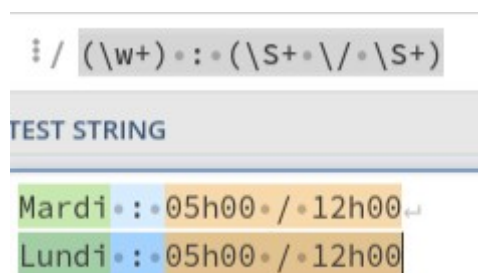 / (\w+) : (\S+ \/ \S+)
TEST STRING
Mardi : 05h00 / 12h00
Lundi : 05h00 / 12h00